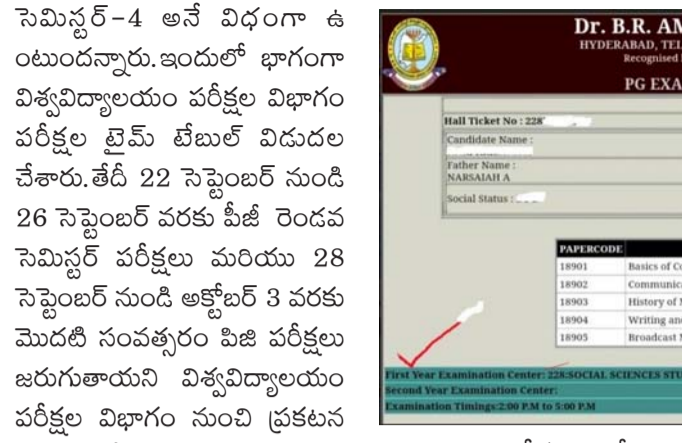 సెమిస్టర్-4 అనే విధంగా ఉ
ంటుందన్నారు.ఇందులో భాగంగా
విశ్వవిద్యాలయం పరీక్షల విభాగం
పరీక్షల టైమ్ టేబుల్ విడుదల
చేశారు.తేదీ 22 సెప్టెంబర్ నుండి
26 సెప్టెంబర్ వరకు పీజీ రెండవ
సెమిస్టర్ పరీక్షలు మరియు 28
సెప్టెంబర్ నుండి అక్టోబర్ 3 వరకు
మొదటి సంవత్సరం పిజి పరీక్షలు
జరుగుతాయని విశ్వవిద్యాలయం
పరీక్షల విభాగం నుంచి ప్రకటన
Dr. B.R. AM
HYDERABAD, TEL
Recognised
PG EXA
Hall Ticket No : 228
Candidate Name :
Father Name :
NARSAIAH A
Social Status :
PAPERCODE
18901 Basics of Co
18902 Communica
18903 History of
18904 Writing and
18905 Broadcast
First Year Examination Center: 228:SOCIAL SCIENCES STU
Second Year Examination Center:
Examination Timings:2:00 P.M to 5:00 P.M